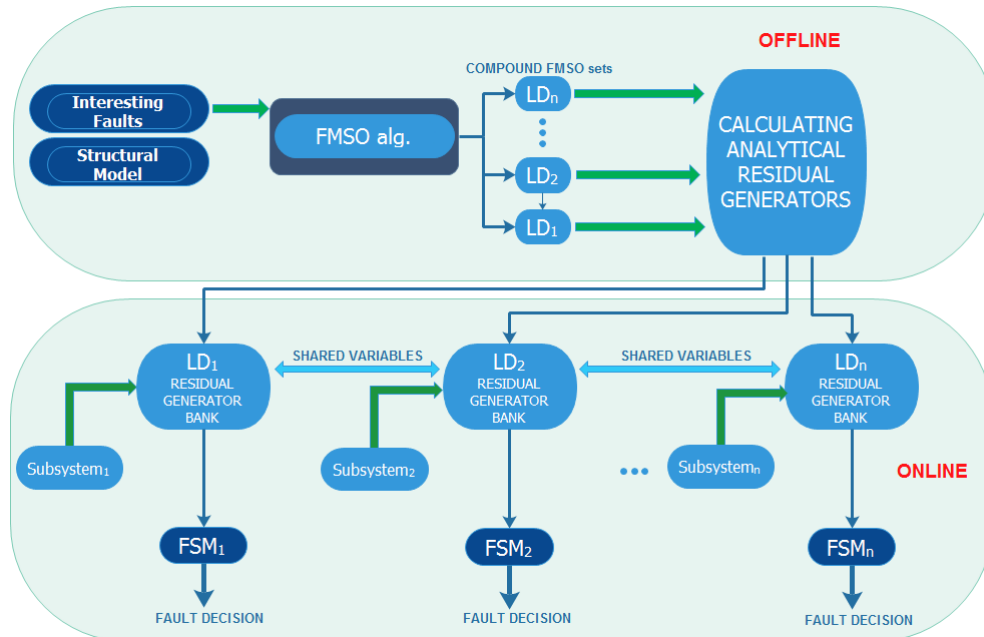 OFFLINE
COMPOUND FMSO sets
Interesting
Faults
Structural
Model
FMSO alg.
LDn
LD2
LD1
CALCULATING
ANALYTICAL
RESIDUAL
GENERATORS
LD1
RESIDUAL
GENERATOR
BANK
SHARED VARIABLES
LD2
RESIDUAL
GENERATOR
BANK
SHARED VARIABLES
LDn
RESIDUAL
GENERATOR
BANK
Subsystem1
Subsystem2
Subsystemn
ONLINE
FSM1
FSM2
FSMn
FAULT DECISION
FAULT DECISION
FAULT DECISION